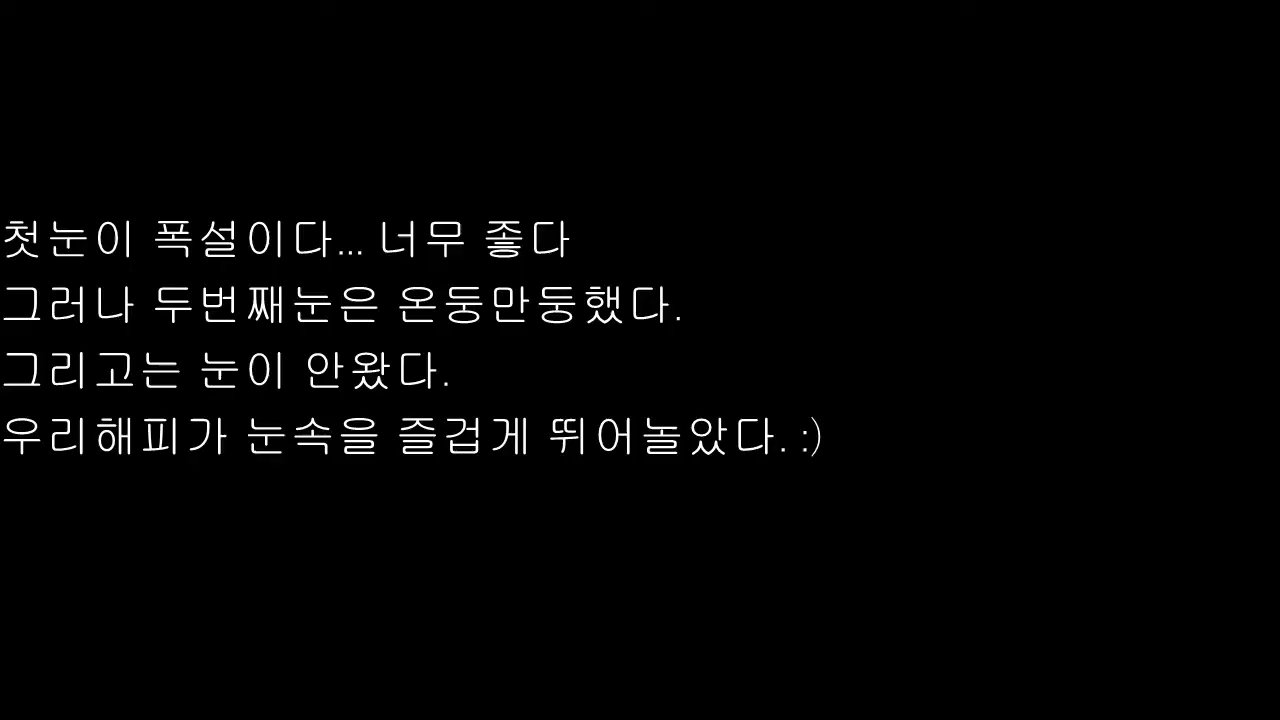 첫눈이 폭설이다... 너무 좋다
그러나 두번째눈은 온둥만둥했다.
그리고는 눈이 안왔다.
우리해피가 눈속을 즐겁게 뛰어놀았다. :)